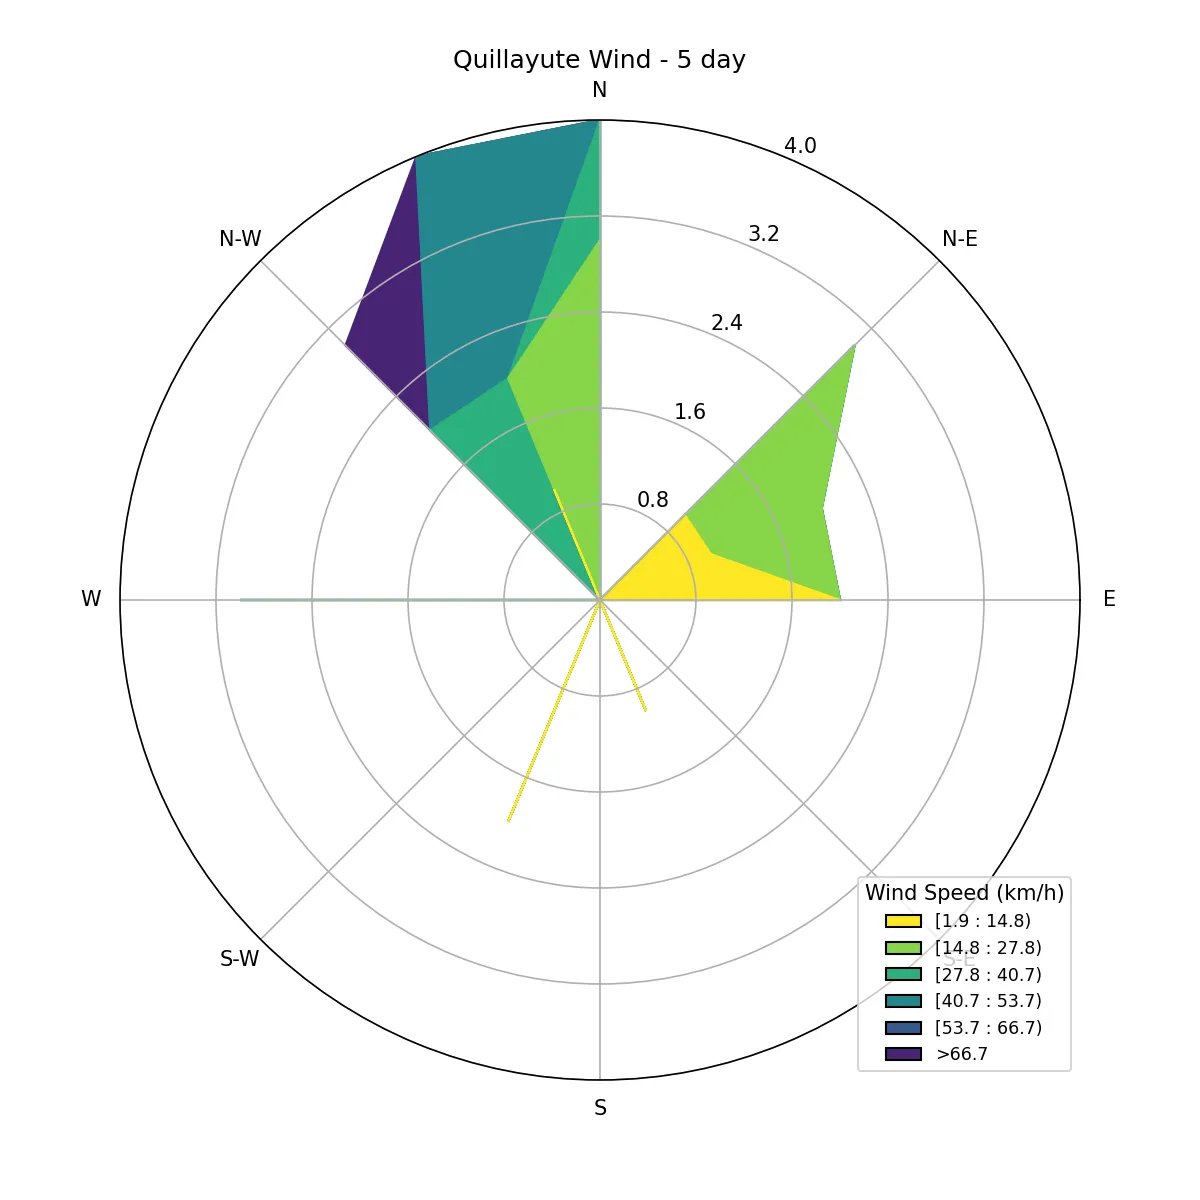 Quillayute Wind - 5 day
N
4.0
N-W
3.2
N-E
2.4
1.6
0.8
W
E
S-W
S-E
S
Wind Speed (km/h)
[1.9 : 14.8)
[14.8 : 27.8)
[27.8 : 40.7)
[40.7 : 53.7)
[53.7 : 66.7)
>66.7